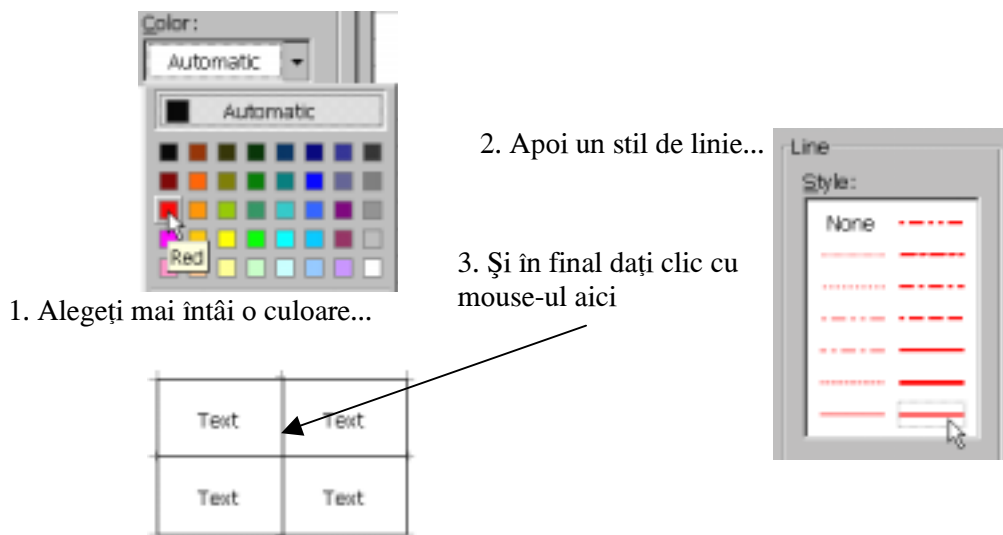 Color:
Automatic
Automatic
Red
1. Alegeţi mai întâi o culoare...
2. Apoi un stil de linie...
Line
Style:
None
3. Şi în final daţi clic cu
mouse-ul aici
Text Text
Text Text